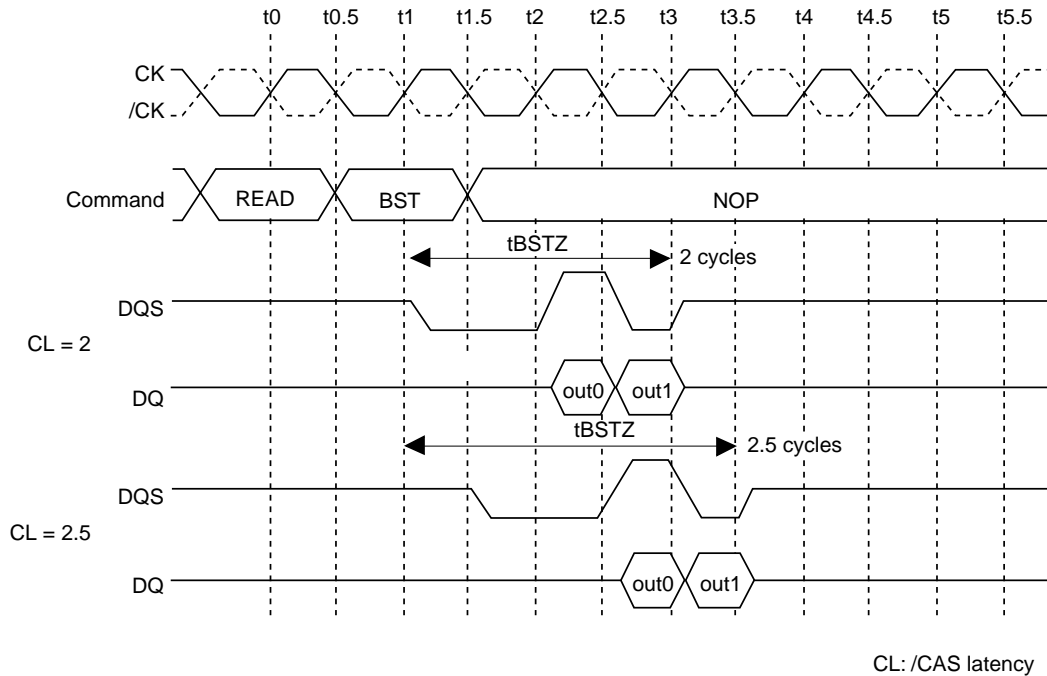 t0 t0.5 t1 t1.5 t2 t2.5 t3 t3.5 t4 t4.5 t5 t5.5
CK
/CK
Command READ BST NOP
tBSTZ
2 cycles
DQS
CL = 2
DQ out0 out1
tBSTZ
2.5 cycles
DQS
CL = 2.5
DQ out0 out1
CL: /CAS latency